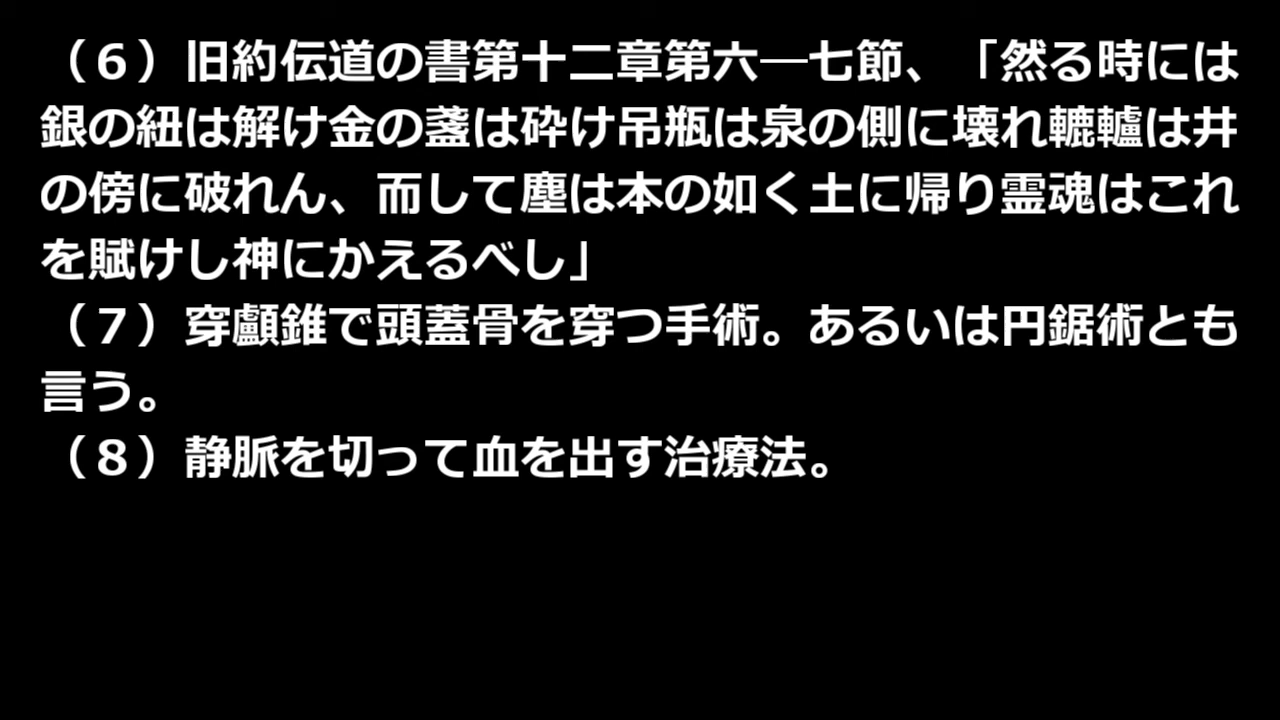 （６）旧約伝道の書第十二章第六―七節、「然る時には
銀の紐は解け金の盞は砕け吊瓶は泉の側に壊れ轆轤は井
の傍に破れん、而して塵は本の如く土に帰り霊魂はこれ
を賦けし神にかえるべし」
（７）穿顱錐で頭蓋骨を穿つ手術。あるいは円鋸術とも
言う。
（８）静脈を切って血を出す治療法。